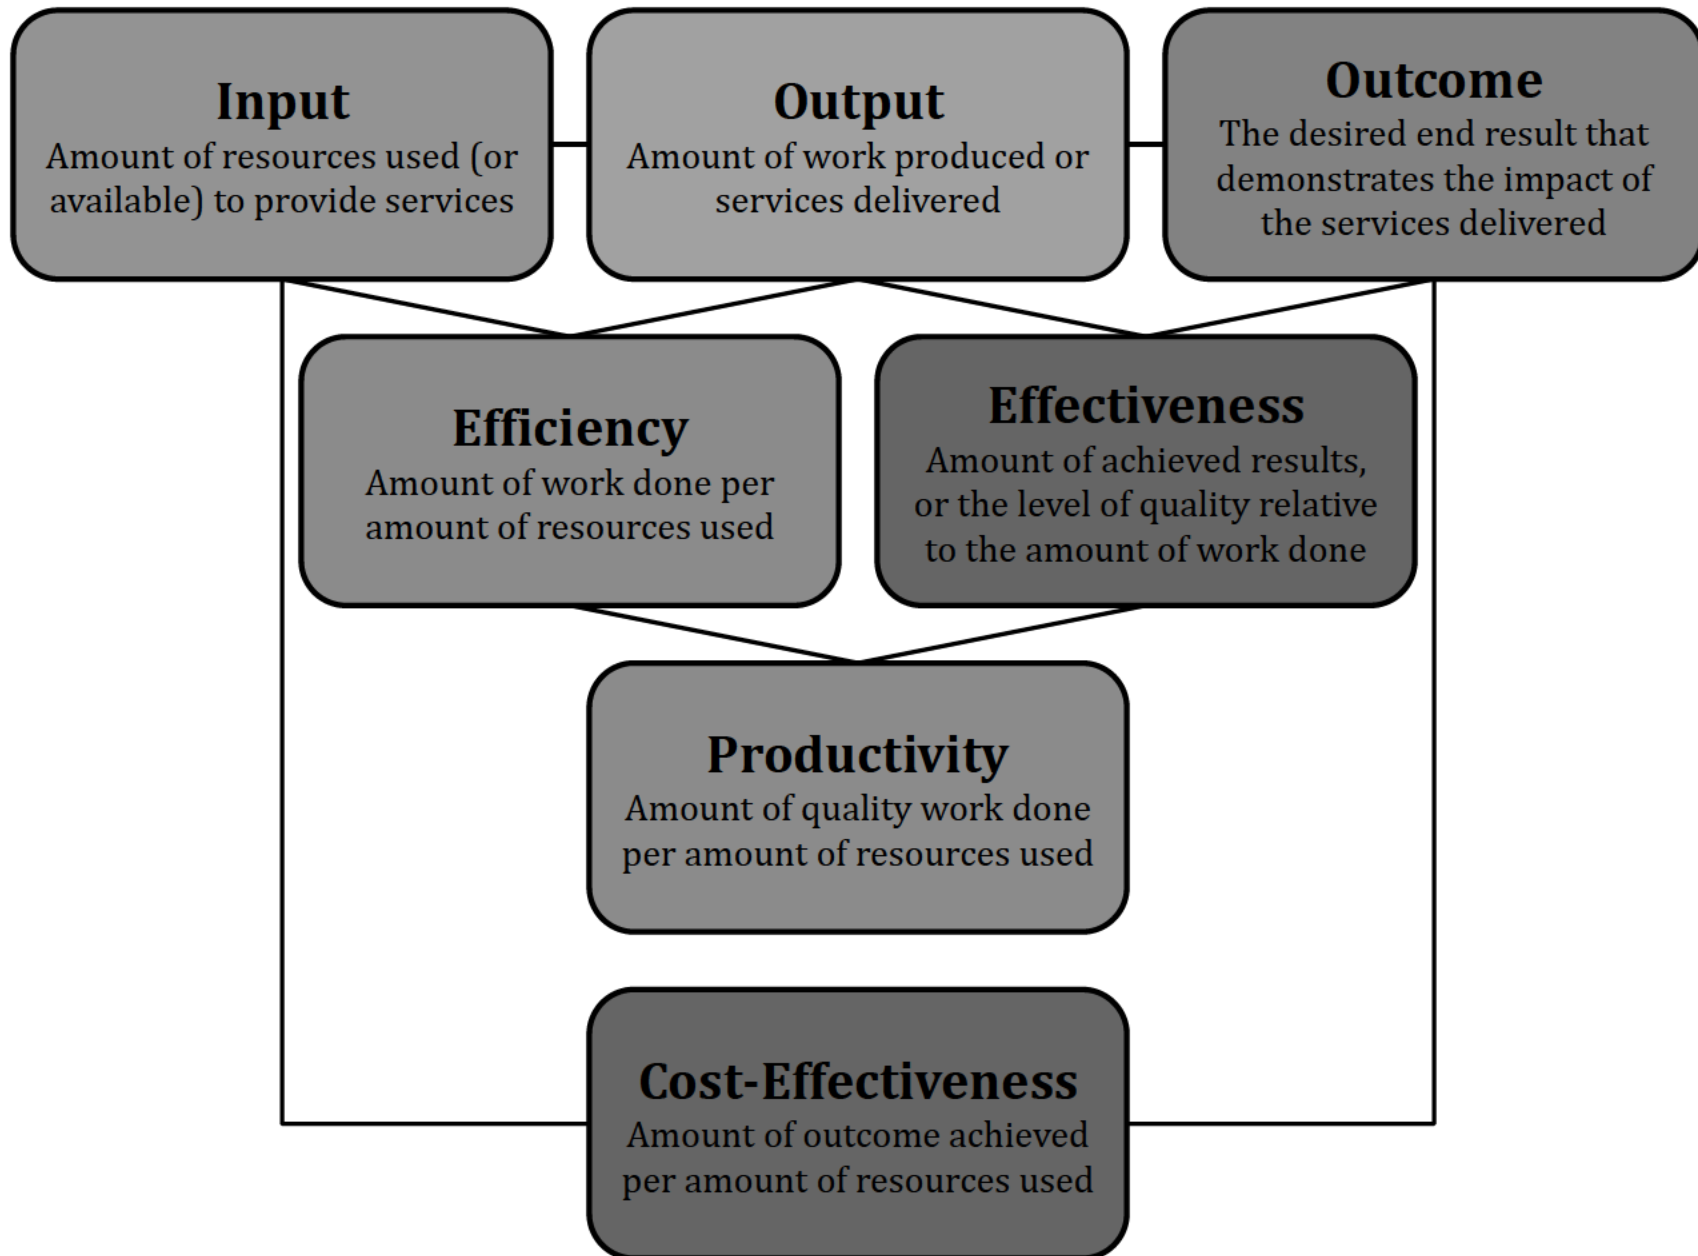 Input
Amount of resources used (or
available) to provide services
Output
Amount of work produced or
services delivered
Outcome
The desired end result that
demonstrates the impact of
the services delivered
Efficiency
Amount of work done per
amount of resources used
Effectiveness
Amount of achieved results,
or the level of quality relative
to the amount of work done
Productivity
Amount of quality work done
per amount of resources used
Cost-Effectiveness
Amount of outcome achieved
per amount of resources used